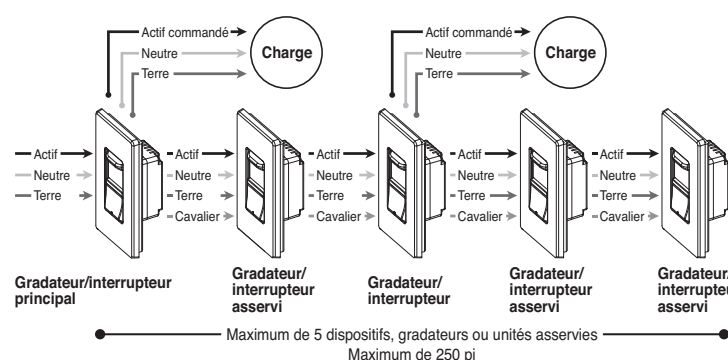 Actif commandé
Neutre
Terre
Charge
Actif commandé
Neutre
Terre
Charge
Actif
Neutre
Terre
Actif
Neutre
Terre
Cavalier
Actif
Neutre
Terre
Cavalier
Actif
Neutre
Terre
Cavalier
Actif
Neutre
Terre
Cavalier
Gradateur/interrupteur
principal
Gradateur/
interrupteur
asservi
Gradateur/
interrupteur
Gradateur/
interrupteur
asservi
Gradateur/
interrupteu
asservi
Maximum de 5 dispositifs, gradateurs ou unités asservies
Maximum de 250 pi